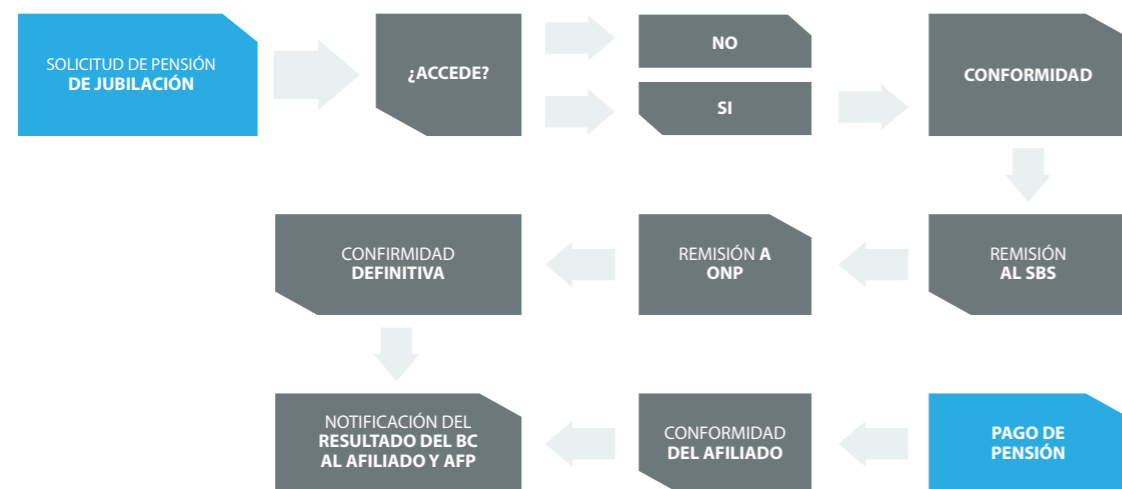 SOLICITUD DE PENSIÓN
DE JUBILACIÓN
¿ACCEDE?
NO
SI
CONFORMIDAD
CONFIRMIDAD
DEFINITIVA
REMISIÓN A
ONP
REMISIÓN
AL SBS
NOTIFICACIÓN DEL
RESULTADO DEL BC
AL AFILIADO Y AFP
CONFORMIDAD
DEL AFILIADO
PAGO DE
PENSIÓN